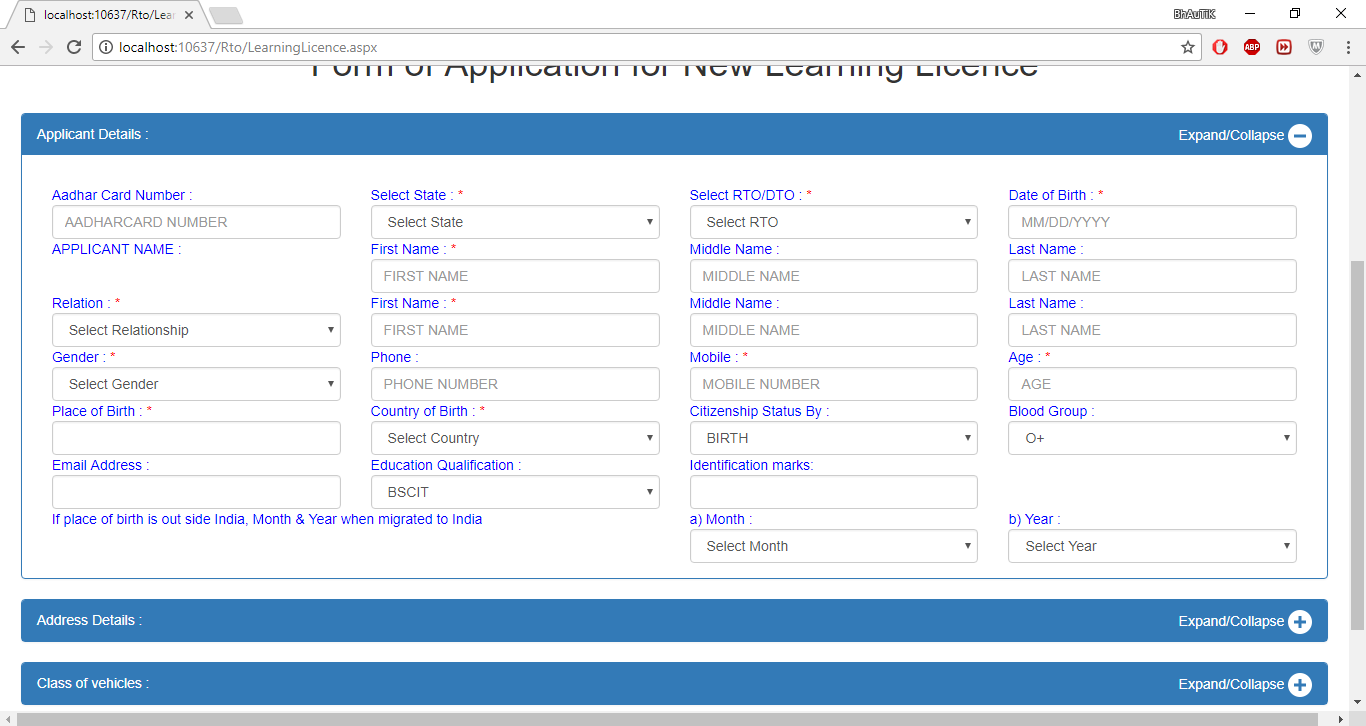 localhost:10637/Rto/Lear
BhAuTiK
localhost:10637/Rto/LearningLicence.aspx
ABP
Form of Application for New Learning Licence
Applicant Details : Expand/Collapse
Aadhar Card Number : Select State : * Select RTO/DTO : * Date of Birth : *
AADHARCARD NUMBER Select State Select RTO MM/DD/YYYY
APPLICANT NAME : First Name : * Middle Name : Last Name :
FIRST NAME MIDDLE NAME LAST NAME
Relation : * First Name : * Middle Name : Last Name :
Select Relationship FIRST NAME MIDDLE NAME LAST NAME
Gender : * Phone : Mobile : * Age : *
Select Gender PHONE NUMBER MOBILE NUMBER AGE
Place of Birth : * Country of Birth : * Citizenship Status By : Blood Group :
Select Country BIRTH O+
Email Address : Education Qualification : Identification marks:
BSCIT
If place of birth is out side India, Month & Year when migrated to India a) Month : b) Year :
Select Month Select Year
Address Details : Expand/Collapse
Class of vehicles : Expand/Collapse